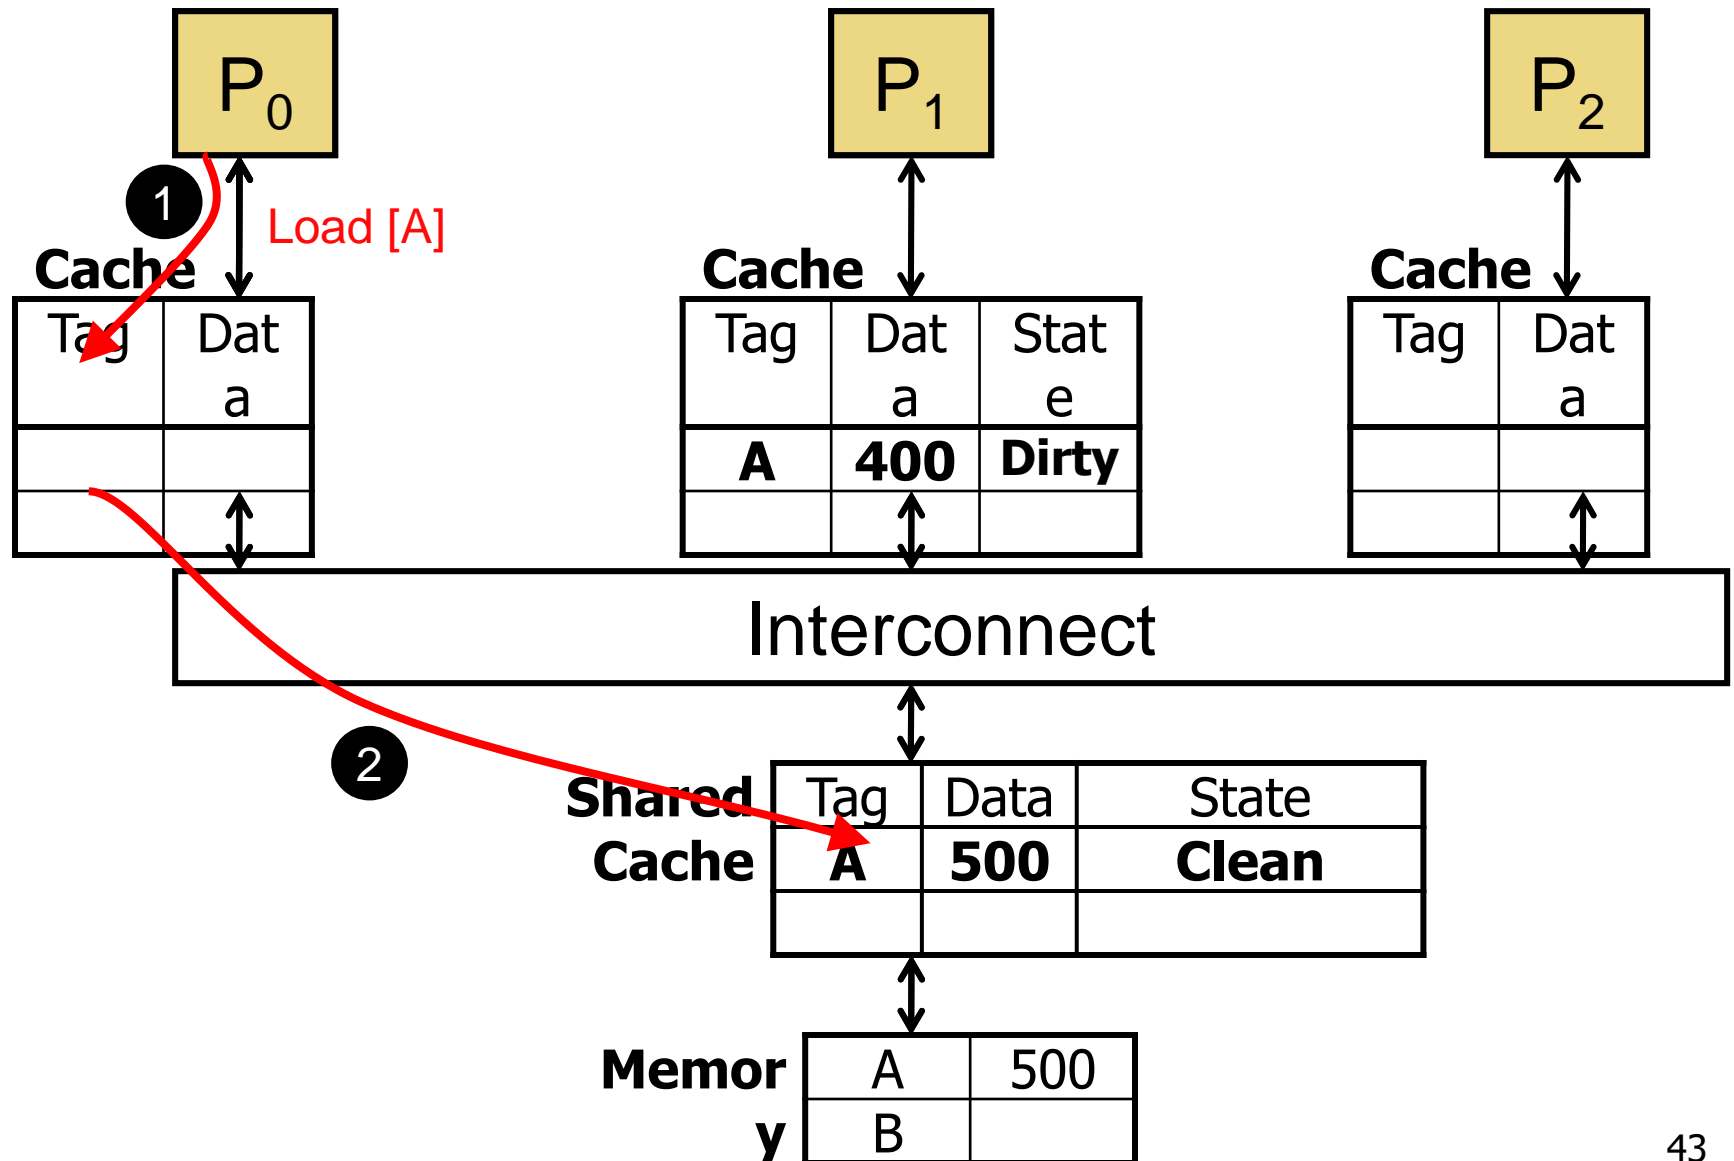 P0 P1 P2
1
Load [A]
Cache Cache Cache
Tag Dat Tag Dat Stat Tag Dat
a a e a
A 400 Dirty
Interconnect
2
Shared Tag Data State
Cache A 500 Clean
Memor A 500
y B
43